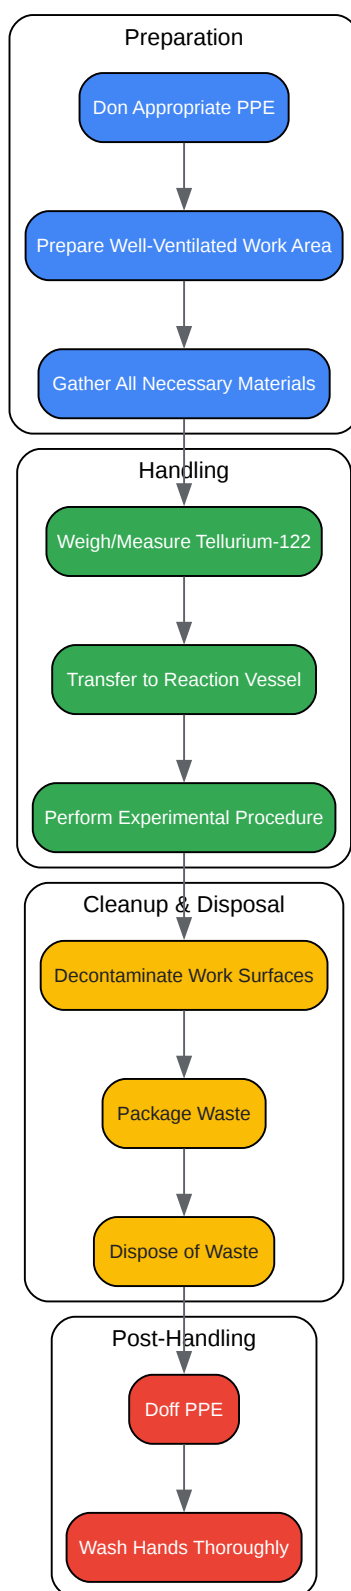 Preparation
Don Appropriate PPE
Prepare Well-Ventilated Work Area
Gather All Necessary Materials
Handling
Weigh/Measure Tellurium-122
Transfer to Reaction Vessel
Perform Experimental Procedure
Cleanup & Disposal
Decontaminate Work Surfaces
Package Waste
Dispose of Waste
Post-Handling
Doff PPE
Wash Hands Thoroughly